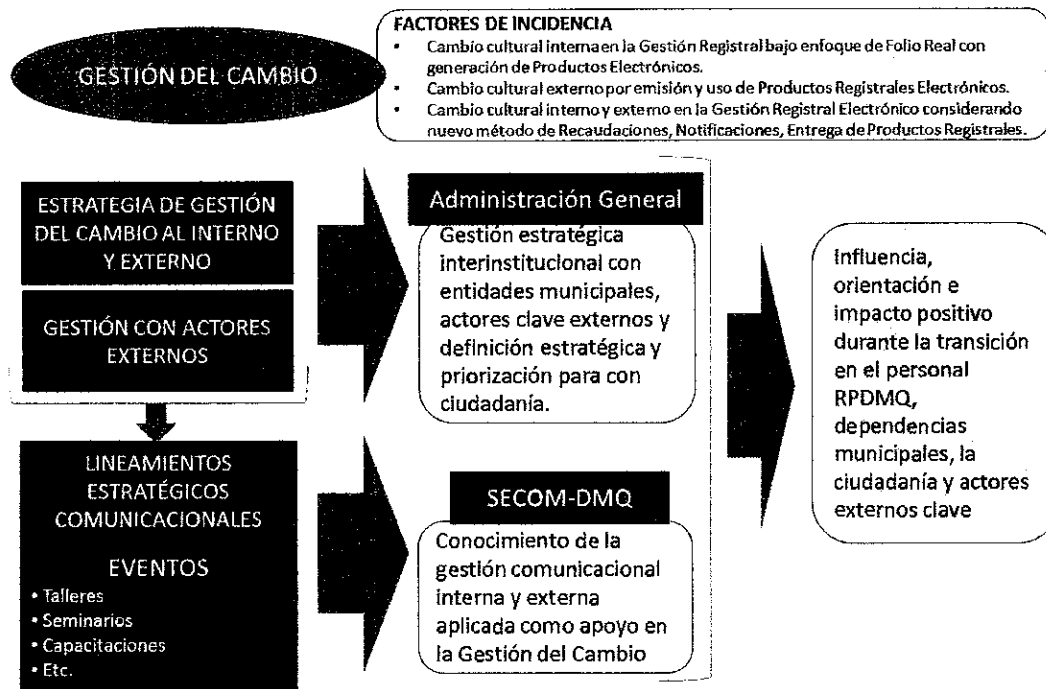 GESTIÓN DEL CAMBIO
FACTORES DE INCIDENCIA
• Cambio cultural interna en la Gestión Registral bajo enfoque de Folio Real con
generación de Productos Electrónicos.
• Cambio cultural externo por emisión y uso de Productos Registrales Electrónicos.
• Cambio cultural interno y externo en la Gestión Registral Electrónico considerando
nuevo método de Recaudaciones, Notificaciones, Entrega de Productos Registrales.
ESTRATEGIA DE GESTIÓN
DEL CAMBIO AL INTERNO
Y EXTERNO
GESTIÓN CON ACTORES
EXTERNOS
LINEAMIENTOS
ESTRATÉGICOS
COMUNICACIONALES
EVENTOS
• Talleres
• Seminarios
• Capacitaciones
• Etc.
Administración General
Gestión estratégica
interinstitucional con
entidades municipales,
actores clave externos y
definición estratégica y
priorización para con
ciudadanía.
SECOM-DMQ
Conocimiento de la
gestión comunicacional
interna y externa
aplicada como apoyo en
la Gestión del Cambio
Influencia,
orientación e
impacto positivo
durante la transición
en el personal
RPDMQ,
dependencias
municipales, la
ciudadanía y actores
externos clave